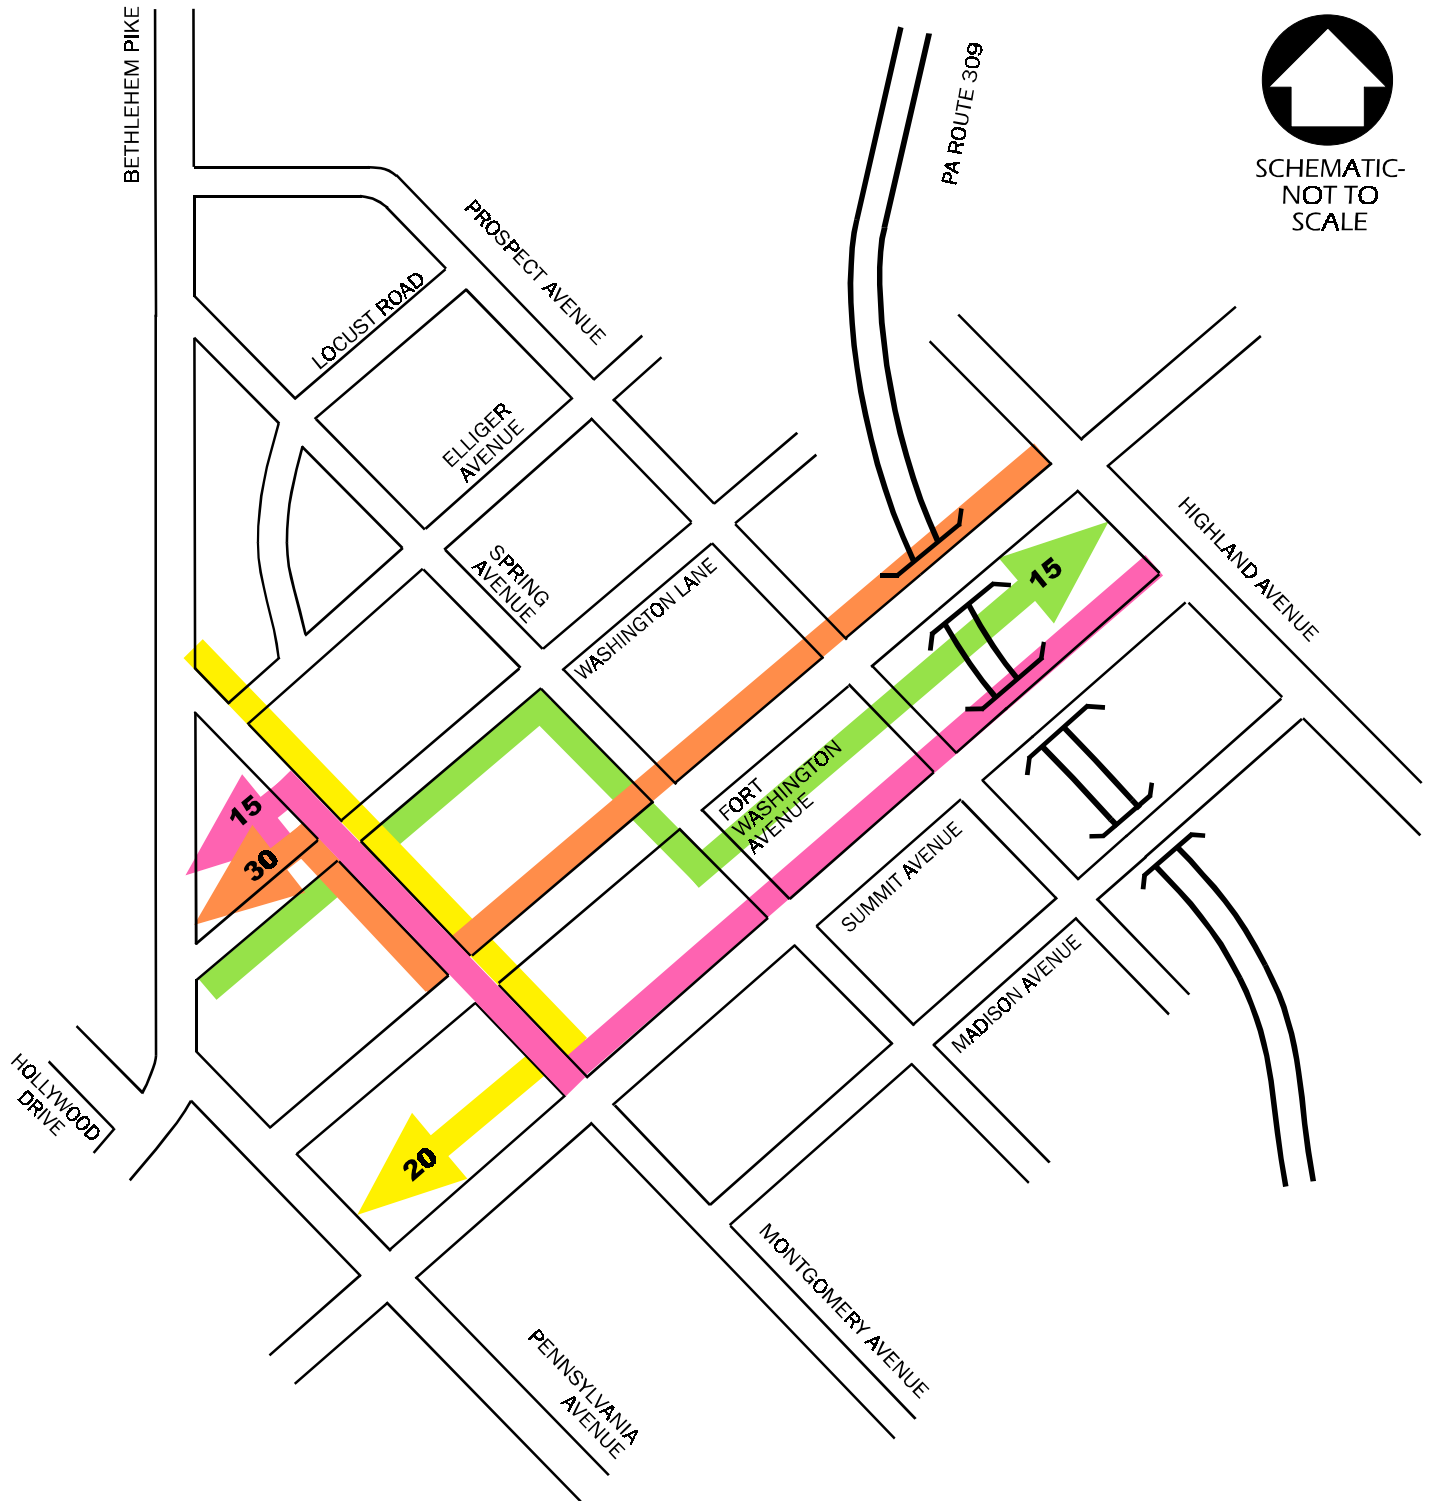 BETHLEHEM PIKE
PA ROUTE 309
SCHEMATIC-
NOT TO
SCALE
PROSPECT AVENUE
LOCUST ROAD
ELLIGER
AVENUE
SPRING
AVENUE
WASHINGTON LANE
HIGHLAND AVENUE
15
FORT
WASHINGTON
AVENUE
15
30
SUMMIT AVENUE
MADISON AVENUE
HOLLYWOOD
DRIVE
20
MONTGOMERY AVENUE
PENNSYLVANIA
AVENUE